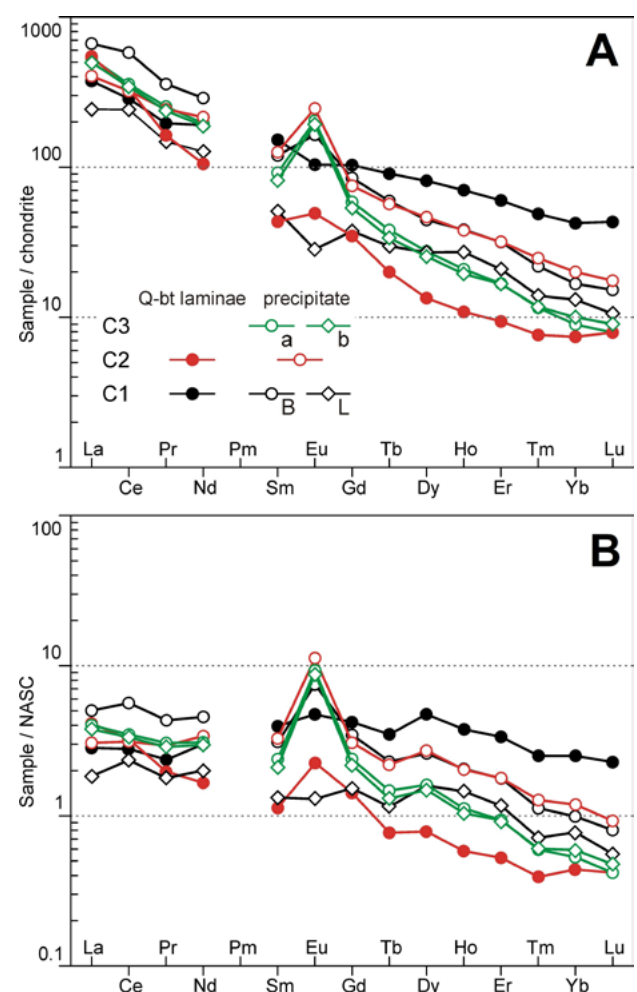 A
1000
100
10
1
Sample / chondrite
Q-bt laminae precipitate
C3 a b
C2
C1 B L
La Pr Pm Eu Tb Ho Tm Lu
Ce Nd Sm Gd Dy Er Yb
B
100
10
1
0.1
Sample / NASC
La Pr Pm Eu Tb Ho Tm Lu
Ce Nd Sm Gd Dy Er Yb